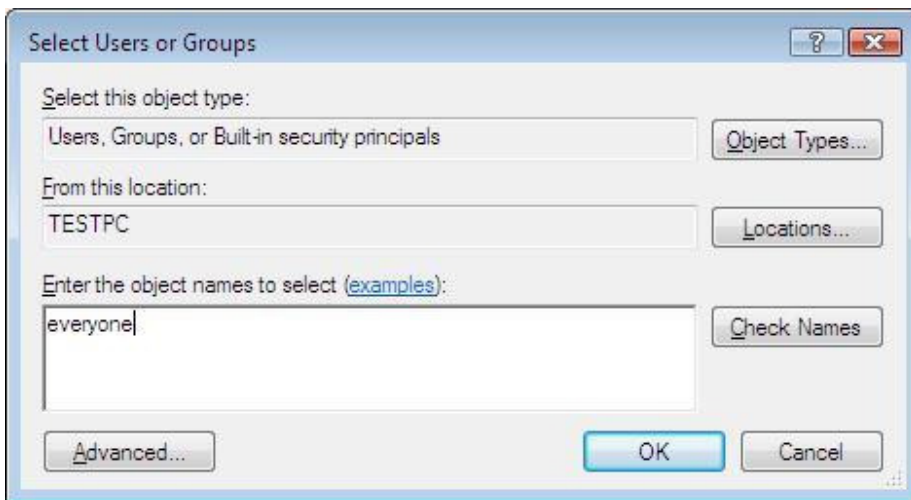 Select Users or Groups
Select this object type:
Users, Groups, or Built-in security principals
Object Types...
From this location:
TESTPC
Locations...
Enter the object names to select (examples):
everyone
Check Names
Advanced...
OK
Cancel